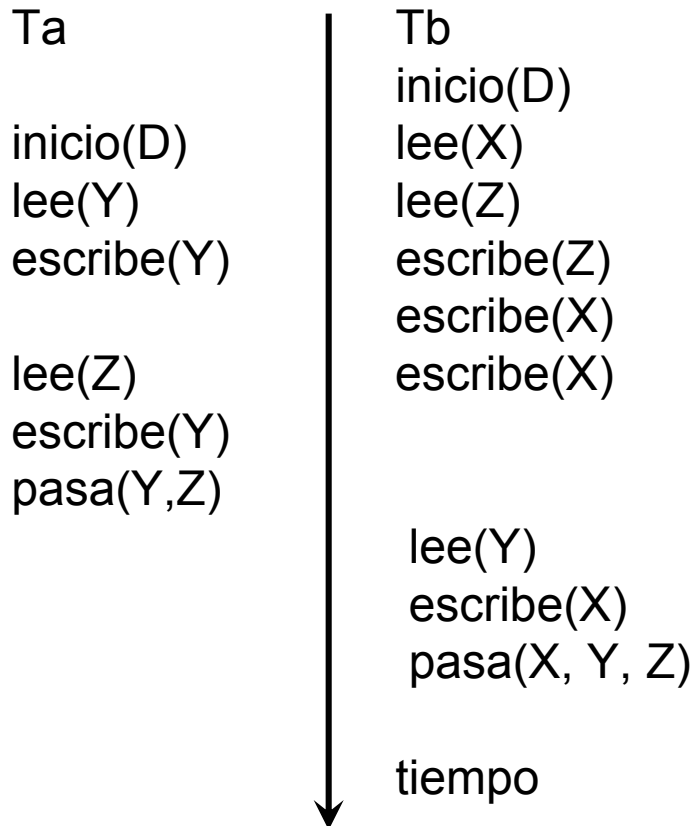 Ta
inicio(D)
lee(Y)
escribe(Y)
lee(Z)
escribe(Y)
pasa(Y,Z)
Tb
inicio(D)
lee(X)
lee(Z)
escribe(Z)
escribe(X)
escribe(X)
lee(Y)
escribe(X)
pasa(X, Y, Z)
tiempo